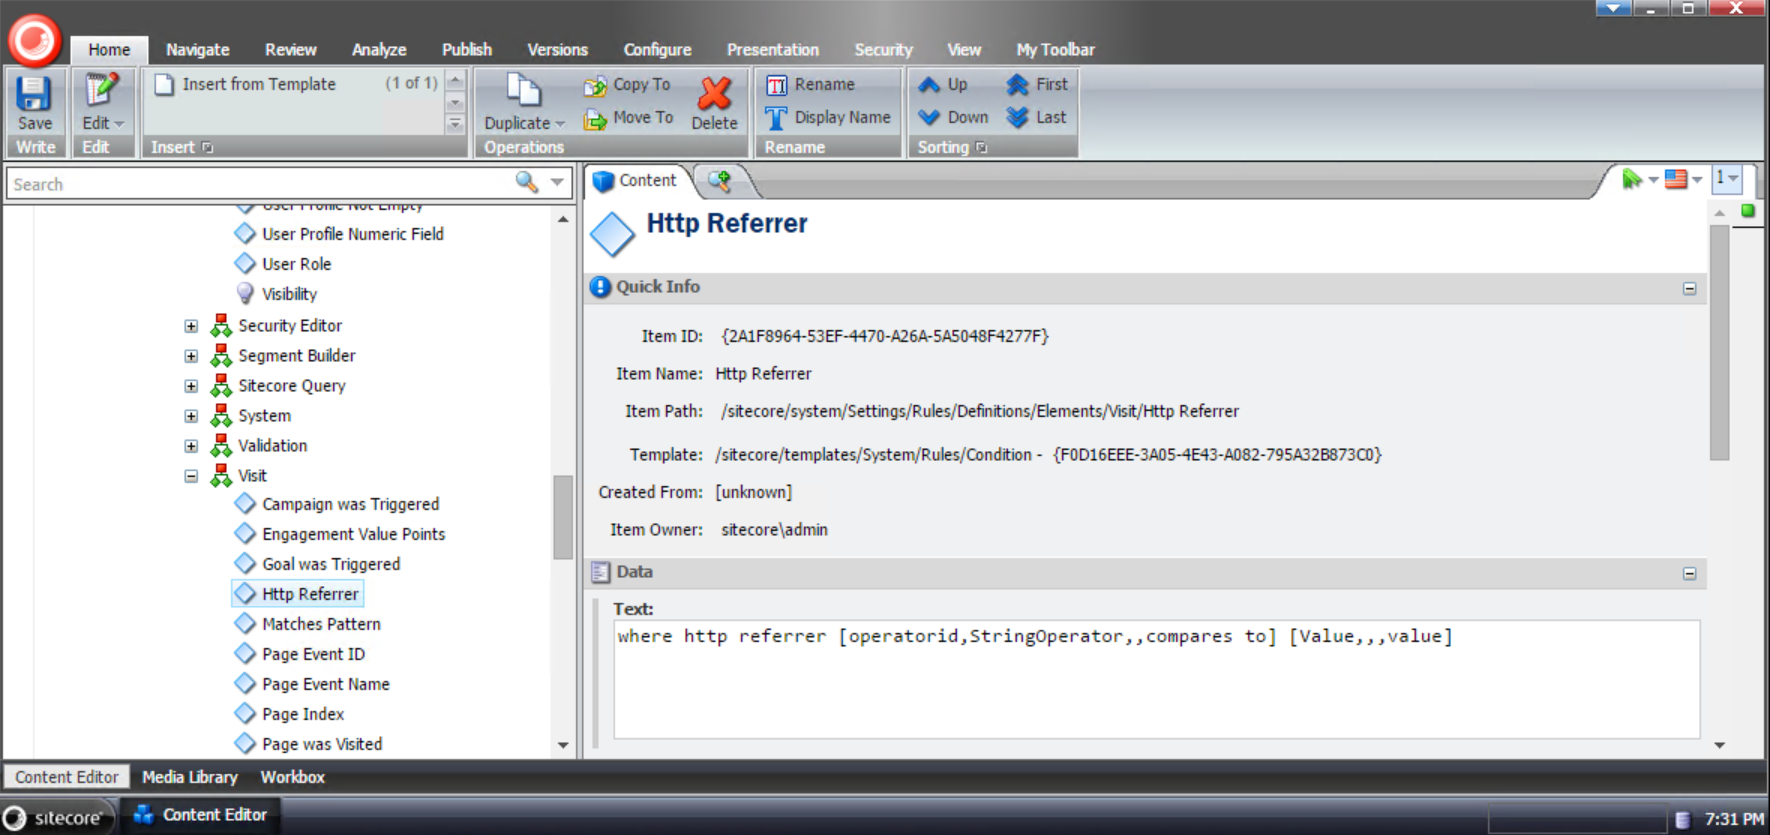 Home Navigate Review Analyze Publish Versions Configure Presentation Security View My Toolbar
Save
Write
Edit
Edit
Insert from Template (1 of 1)
Insert
Duplicate
Copy To
Move To
Delete
Operations
Rename
Display Name
Rename
Up
Down
First
Last
Sorting
Search
User Profile Not Empty
User Profile Numeric Field
User Role
Visibility
Security Editor
Segment Builder
Sitecore Query
System
Validation
Visit
Campaign was Triggered
Engagement Value Points
Goal was Triggered
Http Referrer
Matches Pattern
Page Event ID
Page Event Name
Page Index
Page was Visited
Content
1
Http Referrer
Quick Info
Item ID: {2A1F8964-53EF-4470-A26A-5A5048F4277F}
Item Name: Http Referrer
Item Path: /sitecore/system/Settings/Rules/Definitions/Elements/Visit/Http Referrer
Template: /sitecore/templates/System/Rules/Condition - {F0D16EEE-3A05-4E43-A082-795A32B873C0}
Created From: [unknown]
Item Owner: sitecore\admin
Data
Text:
where http referrer [operatorid,StringOperator,,compares to] [Value,,,value]
Content Editor Media Library Workbox
sitecore Content Editor 7:31 PM